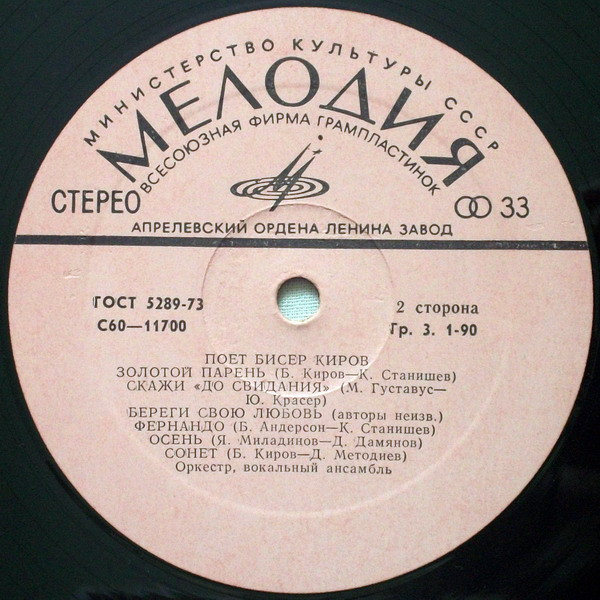 МИНИСТЕРСТВО КУЛЬТУРЫ СССР
МЕЛОДИЯ
ВСЕСОЮЗНАЯ ФИРМА ГРАМПЛАСТИНОК
СТЕРЕО
33
АПРЕЛЕВСКИЙ ОРДЕНА ЛЕНИНА ЗАВОД
ГОСТ 5289-73
2 сторона
С60—11700
Гр. 3. 1-90
ПОЕТ БИСЕР КИРОВ
ЗОЛОТОЙ ПАРЕНЬ (Б. Киров—К. Станишев)
СКАЖИ «ДО СВИДАНИЯ» (М. Густавус—
Ю. Красер)
БЕРЕГИ СВОЮ ЛЮБОВЬ (авторы неизв.)
ФЕРНАНДО (Б. Андерсон—К. Станишев)
ОСЕНЬ (Я. Миладинов—Д. Дамянов)
СОНЕТ (Б. Киров—Д. Методиев)
Оркестр, вокальный ансамбль